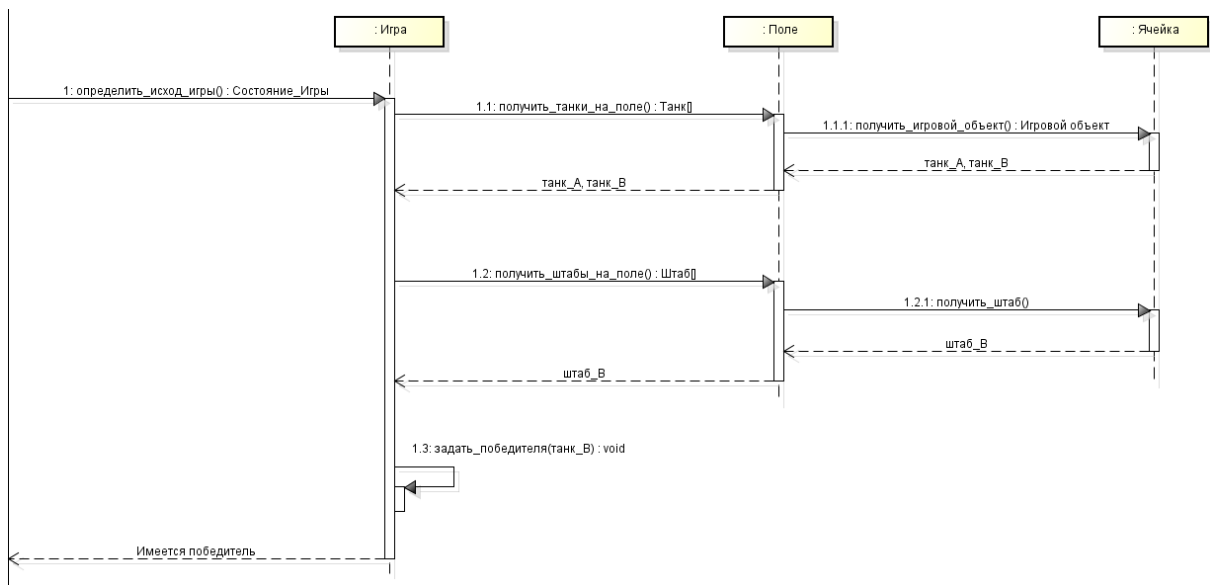 : Игра
: Поле
: Ячейка
1: определить_исход_игры() : Состояние_Игры
1.1: получить_танки_на_поле() : Танк[]
1.1.1: получить_игровой_объект() : Игровой объект
танк_А, танк_В
танк_А, танк_В
1.2: получить_штабы_на_поле() : Штаб[]
1.2.1: получить_штаб()
штаб_В
штаб_В
1.3: задать_победителя(танк_В) : void
Имеется победитель